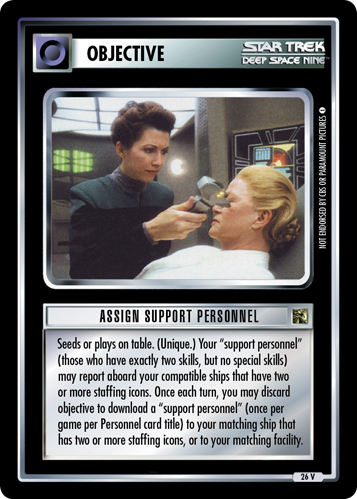 OBJECTIVE
STAR TREK
DEEP SPACE NINE™
NOT ENDORSED BY CBS OR PARAMOUNT PICTURES
ASSIGN SUPPORT PERSONNEL
Seeds or plays on table. (Unique.) Your “support personnel”
(those who have exactly two skills, but no special skills)
may report aboard your compatible ships that have two
or more staffing icons. Once each turn, you may discard
objective to download a “support personnel” (once per
game per Personnel card title) to your matching ship that
has two or more staffing icons, or to your matching facility.
26 V